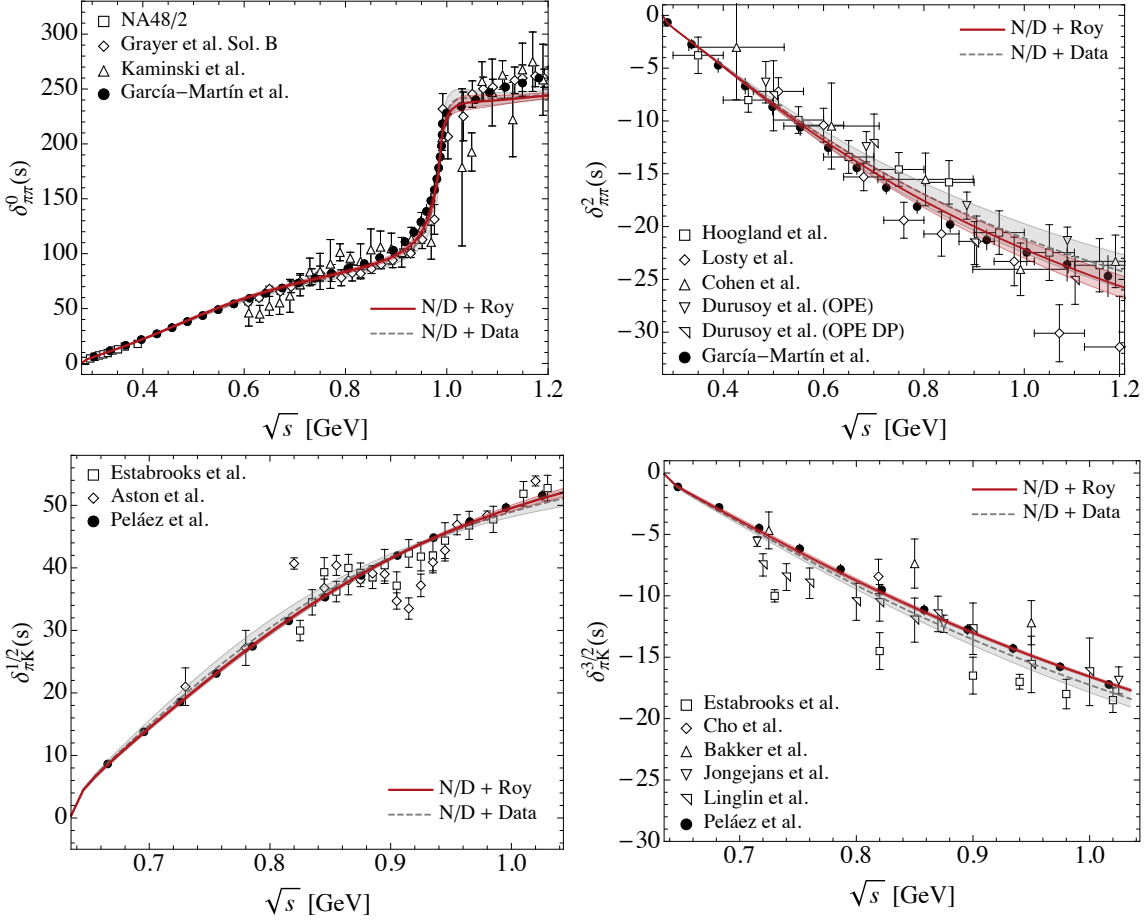 NA48/2
Grayer et al. Sol. B
Kaminski et al.
García−Martín et al.
N/D + Roy
N/D + Data
300
250
200
150
100
50
0
0.4
0.6
0.8
1.0
1.2
δ⁰ππ(s)
√s [GeV]
N/D + Roy
N/D + Data
Hoogland et al.
Losty et al.
Cohen et al.
Durusoy et al. (OPE)
Durusoy et al. (OPE DP)
García−Martín et al.
0
−5
−10
−15
−20
−25
−30
0.4
0.6
0.8
1.0
1.2
δ²ππ(s)
√s [GeV]
Estabrooks et al.
Aston et al.
Peláez et al.
N/D + Roy
N/D + Data
50
40
30
20
10
0
0.7
0.8
0.9
1.0
δ^{1/2}πK(s)
√s [GeV]
N/D + Roy
N/D + Data
Estabrooks et al.
Cho et al.
Bakker et al.
Jongejans et al.
Linglin et al.
Peláez et al.
0
−5
−10
−15
−20
−25
−30
0.7
0.8
0.9
1.0
δ^{3/2}πK(s)
√s [GeV]